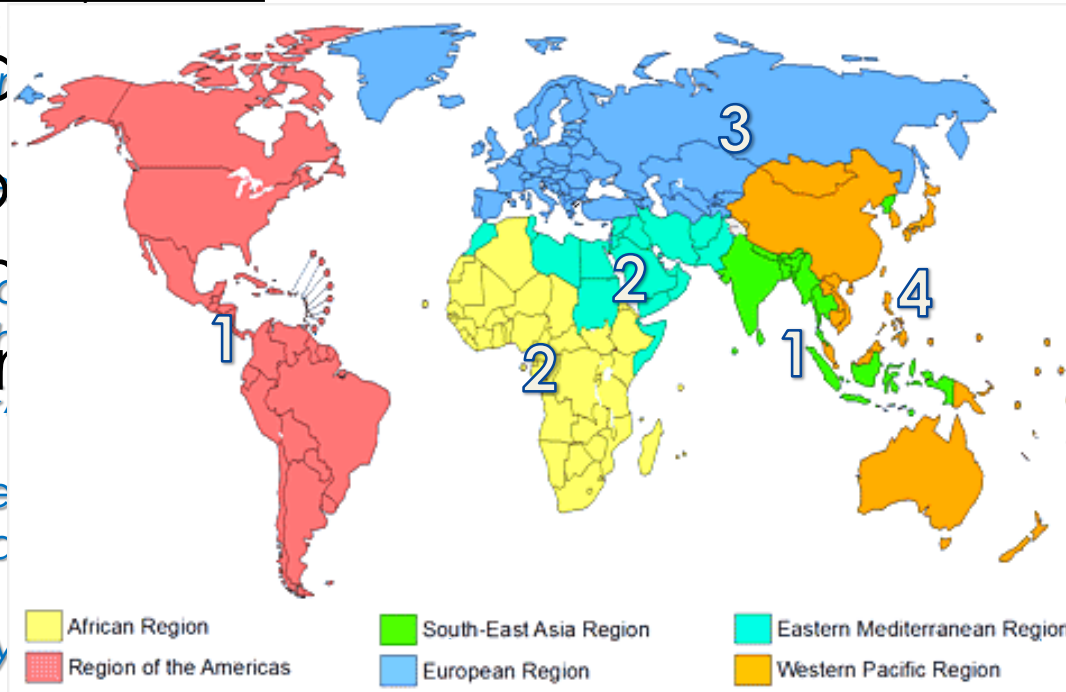 3
2
4
1
1
2
African Region
South-East Asia Region
Eastern Mediterranean Region
Region of the Americas
European Region
Western Pacific Region